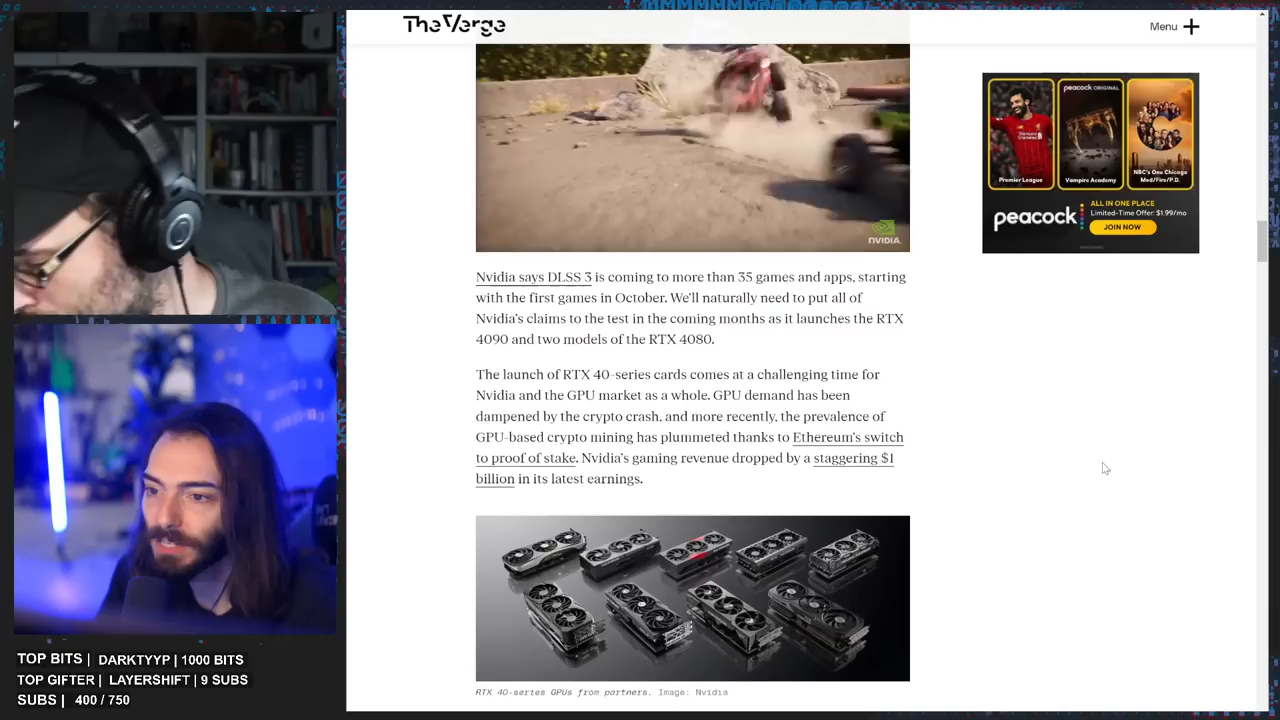 The Verge
Menu
NVIDIA
peacock ORIGINAL
Premier League
Vampire Academy
NBC's One Chicago
Med/Fire/P.D.
peacock
ALL IN ONE PLACE
Limited-Time Offer: $1.99/mo
JOIN NOW
Nvidia says DLSS 3 is coming to more than 35 games and apps, starting
with the first games in October. We'll naturally need to put all of
Nvidia's claims to the test in the coming months as it launches the RTX
4090 and two models of the RTX 4080.
The launch of RTX 40-series cards comes at a challenging time for
Nvidia and the GPU market as a whole. GPU demand has been
dampened by the crypto crash, and more recently, the prevalence of
GPU-based crypto mining has plummeted thanks to Ethereum's switch
to proof of stake. Nvidia's gaming revenue dropped by a staggering $1
billion in its latest earnings.
RTX 40-series GPUs from partners. Image: Nvidia
TOP BITS | DARKTYYP | 1000 BITS
TOP GIFTER | LAYERSHIFT | 9 SUBS
SUBS | 400 / 750